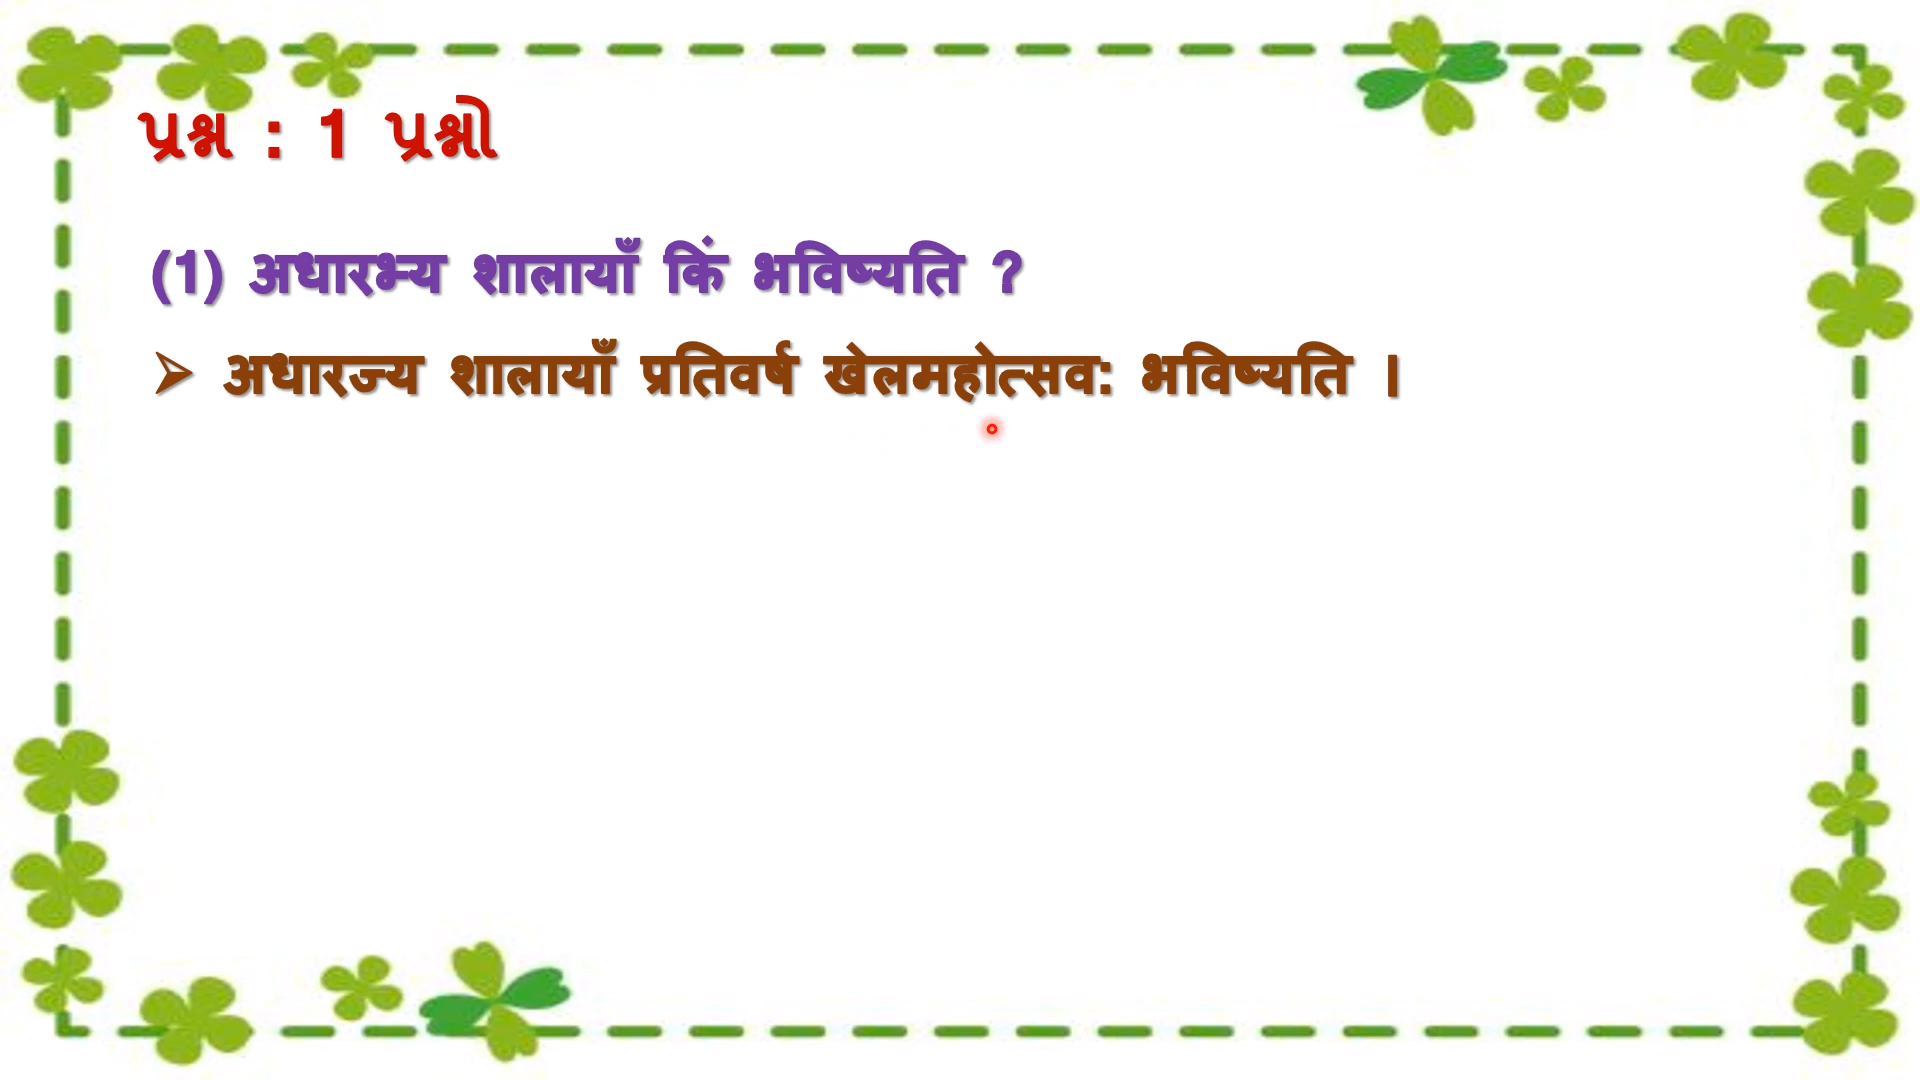 પ્રશ્ન : 1 પ્રશ્નો
(1) अधारभ्य शालायाँ किं भविष्यति ?
➢ अधारज्य शालायाँ प्रतिवर्ष खेलमहोत्सव: भविष्यति ।